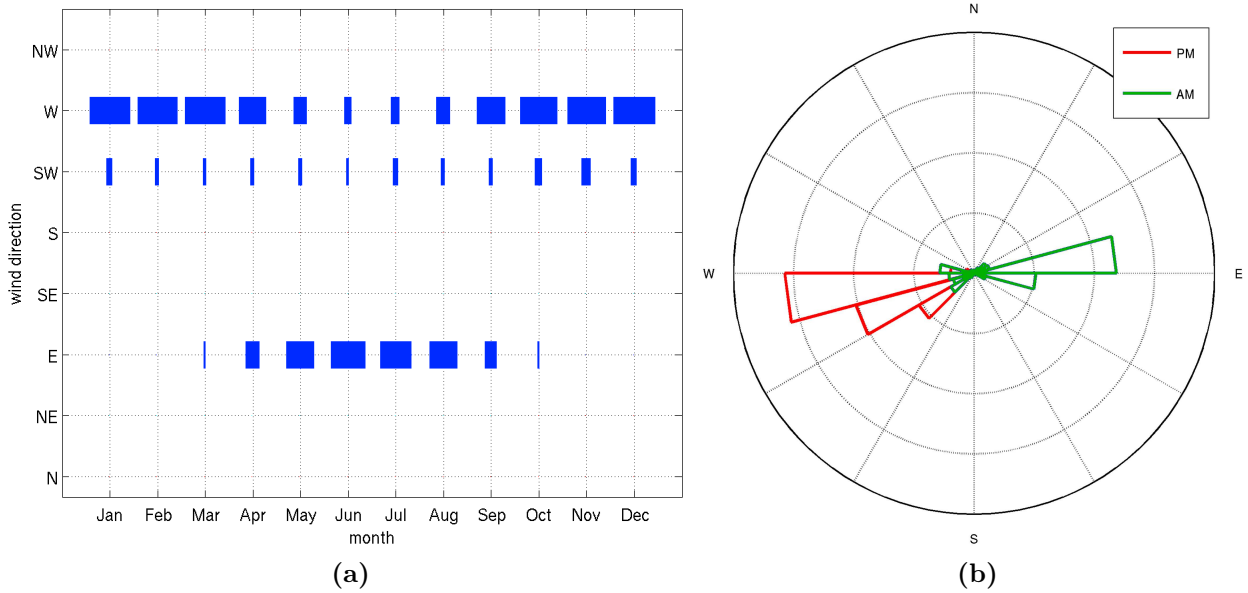 NW
W
SW
S
SE
E
NE
N
wind direction
Jan Feb Mar Apr May Jun Jul Aug Sep Oct Nov Dec
month
(a)
N
PM
AM
W
E
S
(b)